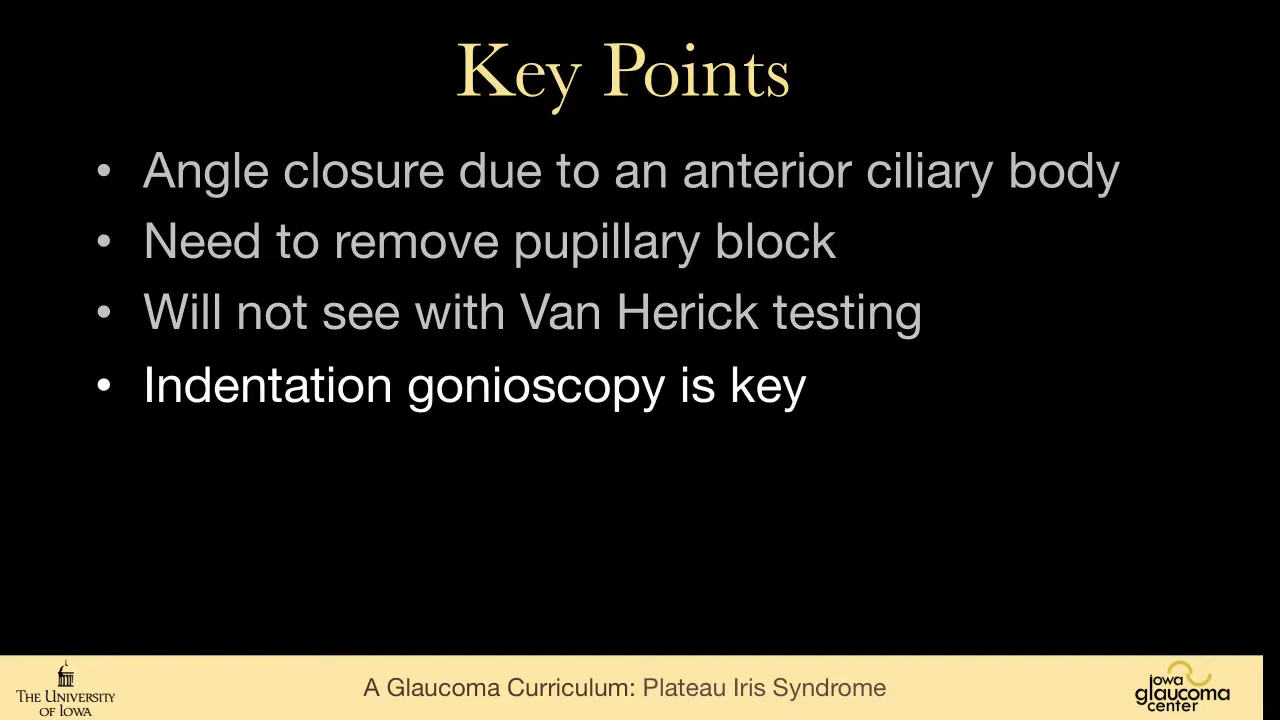 Key Points
• Angle closure due to an anterior ciliary body
• Need to remove pupillary block
• Will not see with Van Herick testing
• Indentation gonioscopy is key
THE UNIVERSITY
OF IOWA
A Glaucoma Curriculum: Plateau Iris Syndrome
iowa
glaucoma
center